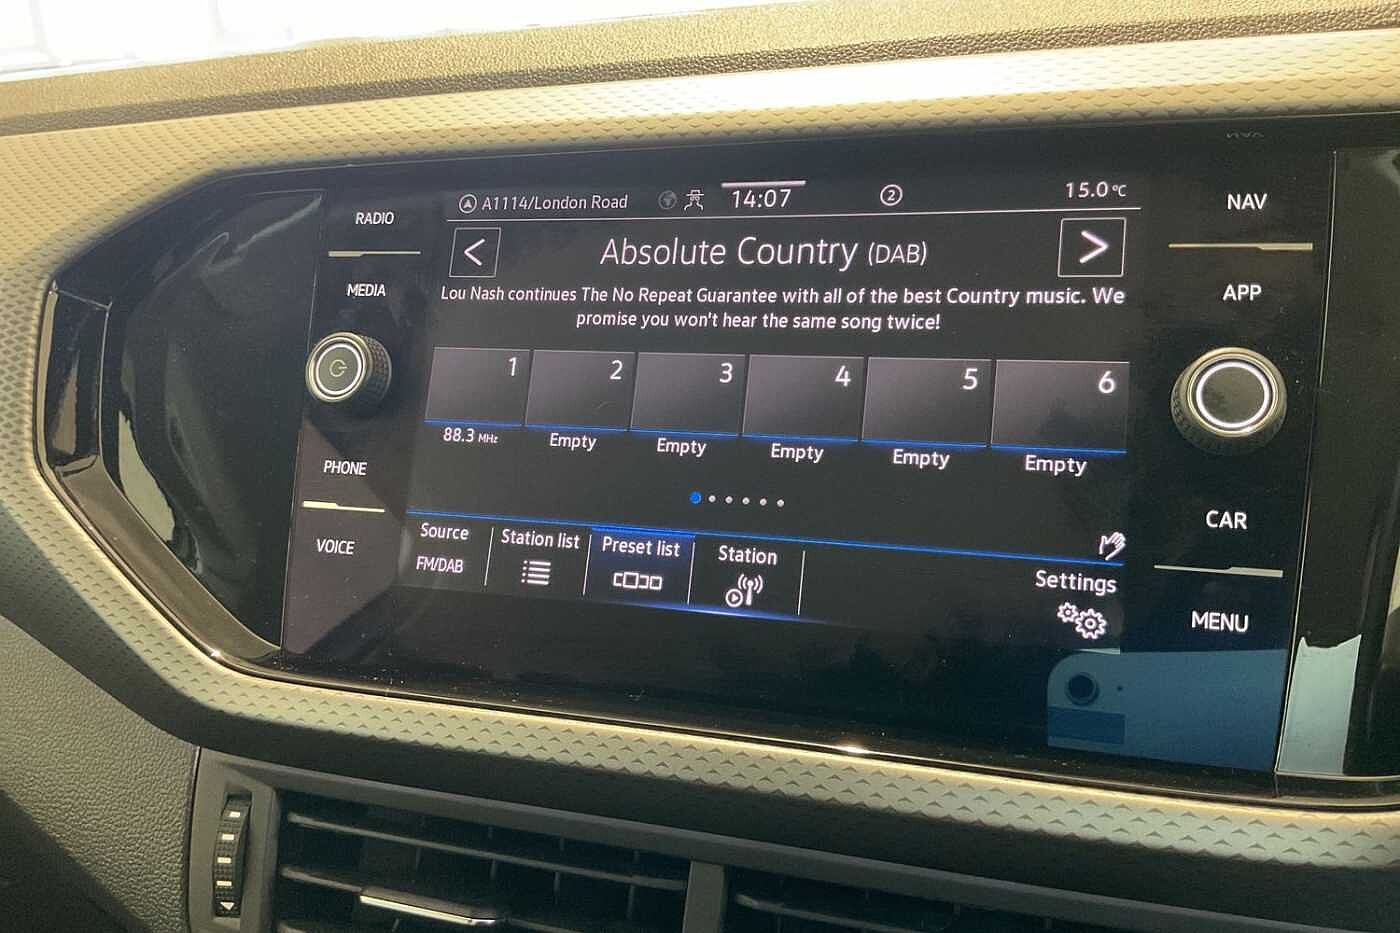 RADIO
MEDIA
PHONE
VOICE
A1114/London Road
14:07
2
15.0 °C
<
Absolute Country (DAB)
>
Lou Nash continues The No Repeat Guarantee with all of the best Country music. We
promise you won't hear the same song twice!
1 2 3 4 5 6
88.3 MHz Empty Empty Empty Empty Empty
Source Station list Preset list Station
FM/DAB
Settings
NAV
APP
CAR
MENU